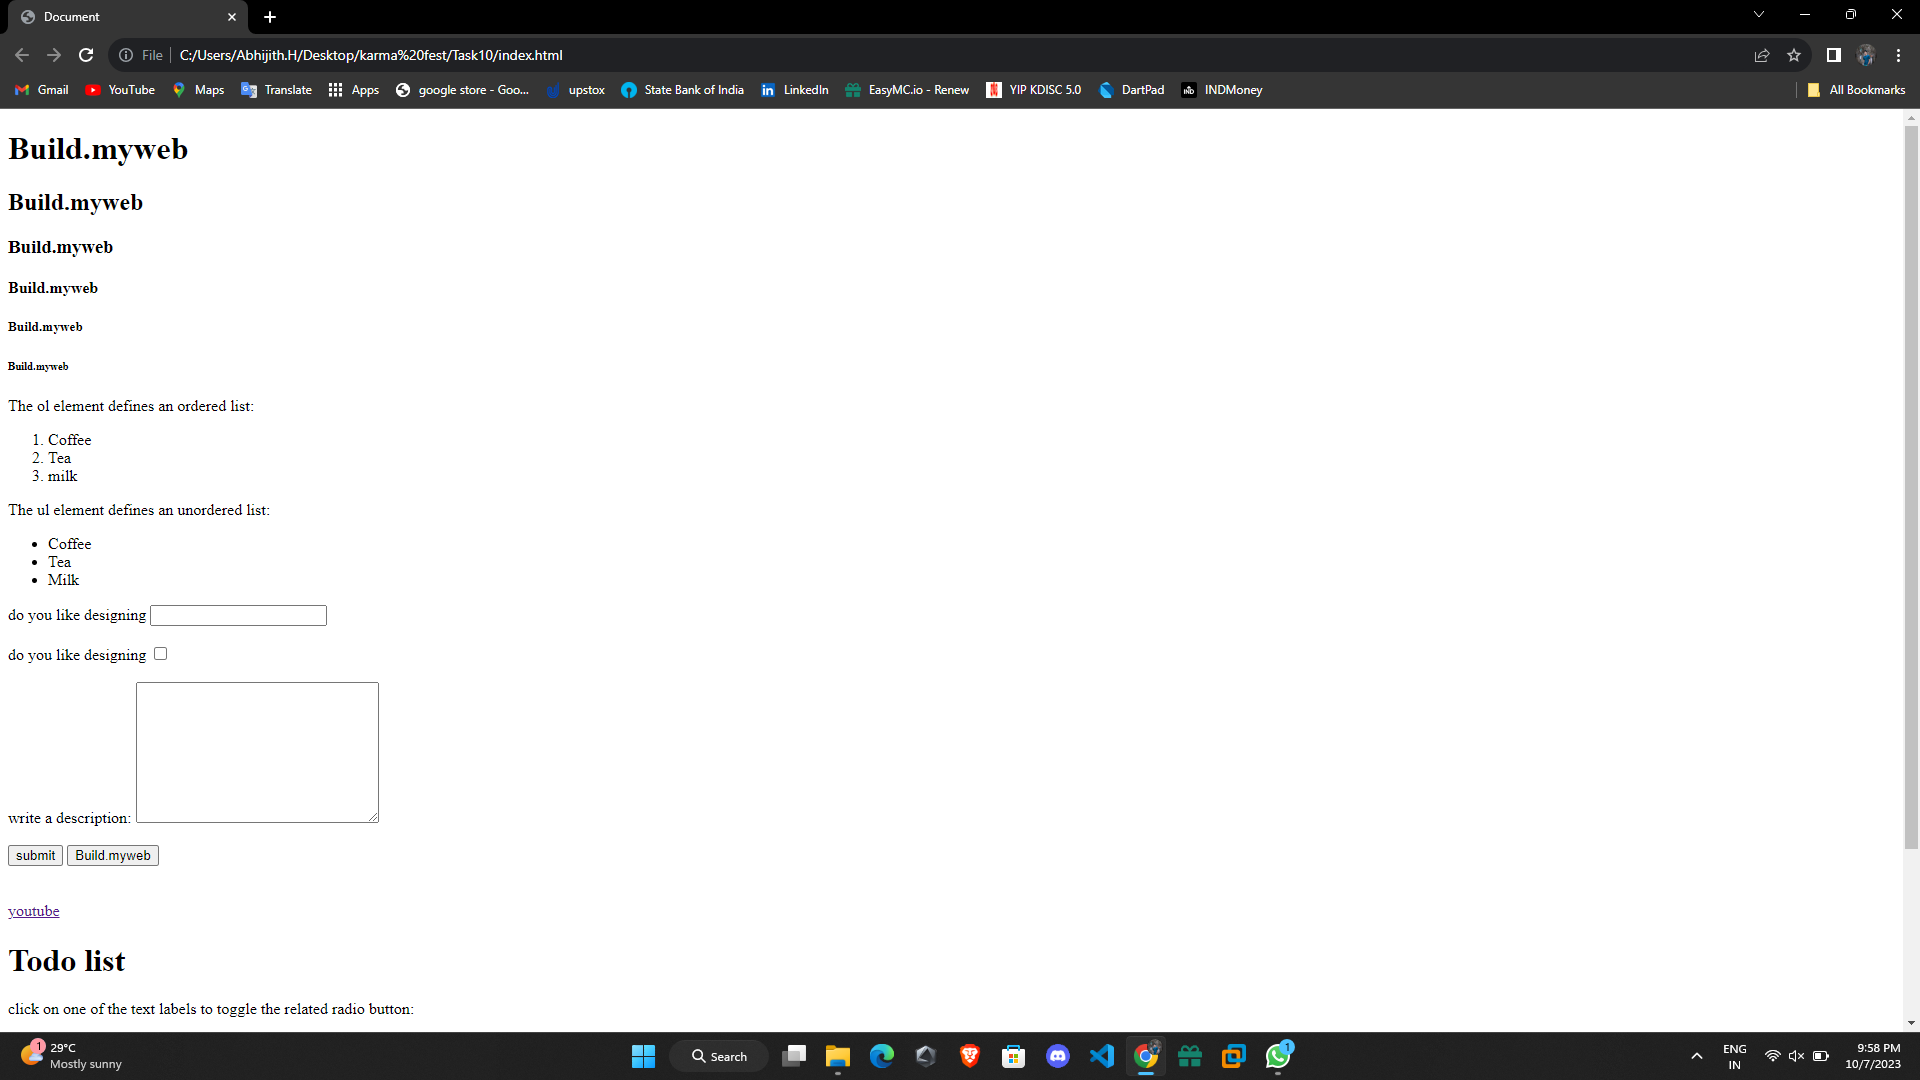 Document
File
C:/Users/Abhijith.H/Desktop/karma%20fest/Task10/index.html
Gmail YouTube Maps Translate Apps google store - Goo... upstox State Bank of India LinkedIn EasyMC.io - Renew YIP KDISC 5.0 DartPad INDMoney All Bookmarks
Build.myweb
Build.myweb
Build.myweb
Build.myweb
Build.myweb
Build.myweb
The ol element defines an ordered list:
1. Coffee
2. Tea
3. milk
The ul element defines an unordered list:
• Coffee
• Tea
• Milk
do you like designing
do you like designing
write a description:
submit Build.myweb
youtube
Todo list
click on one of the text labels to toggle the related radio button:
1
29°C
Mostly sunny
Search
1
ENG
IN
9:58 PM
10/7/2023